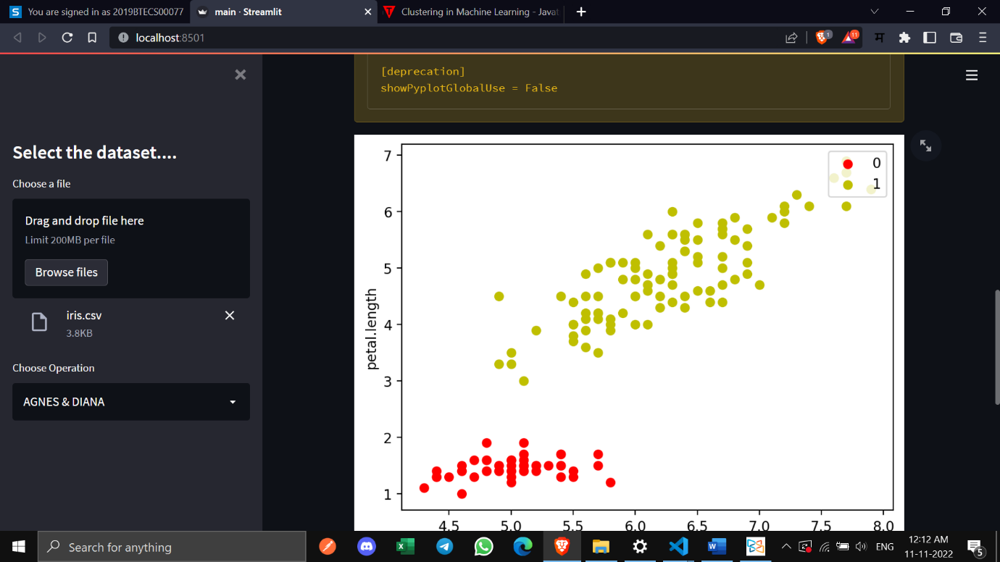 S You are signed in as 2019BTECS00077
main · Streamlit
Clustering in Machine Learning - Javat
localhost:8501
1
11
म
[deprecation]
showPyplotGlobalUse = False
Select the dataset....
Choose a file
Drag and drop file here
Limit 200MB per file
Browse files
iris.csv
3.8KB
Choose Operation
AGNES & DIANA
0
1
7
6
5
4
3
2
1
petal.length
4.5 5.0 5.5 6.0 6.5 7.0 7.5 8.0
Search for anything
ENG
12:12 AM
11-11-2022
5